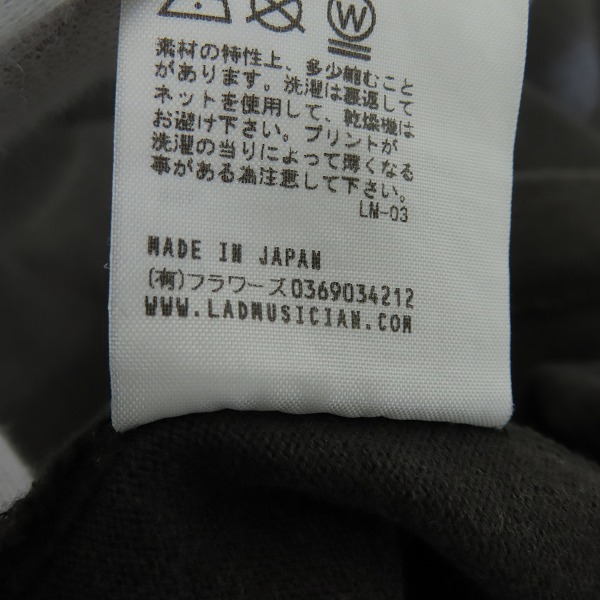 W
素材の特性上、多少縮むこと
があります。洗濯は裏返して
ネットを使用して、乾燥機は
お避け下さい。プリントが
洗濯の当りによって薄くなる
事がある為注意して下さい。
LM-03
MADE IN JAPAN
(有)フラワーズ0369034212
WWW.LADMUSICIAN.COM